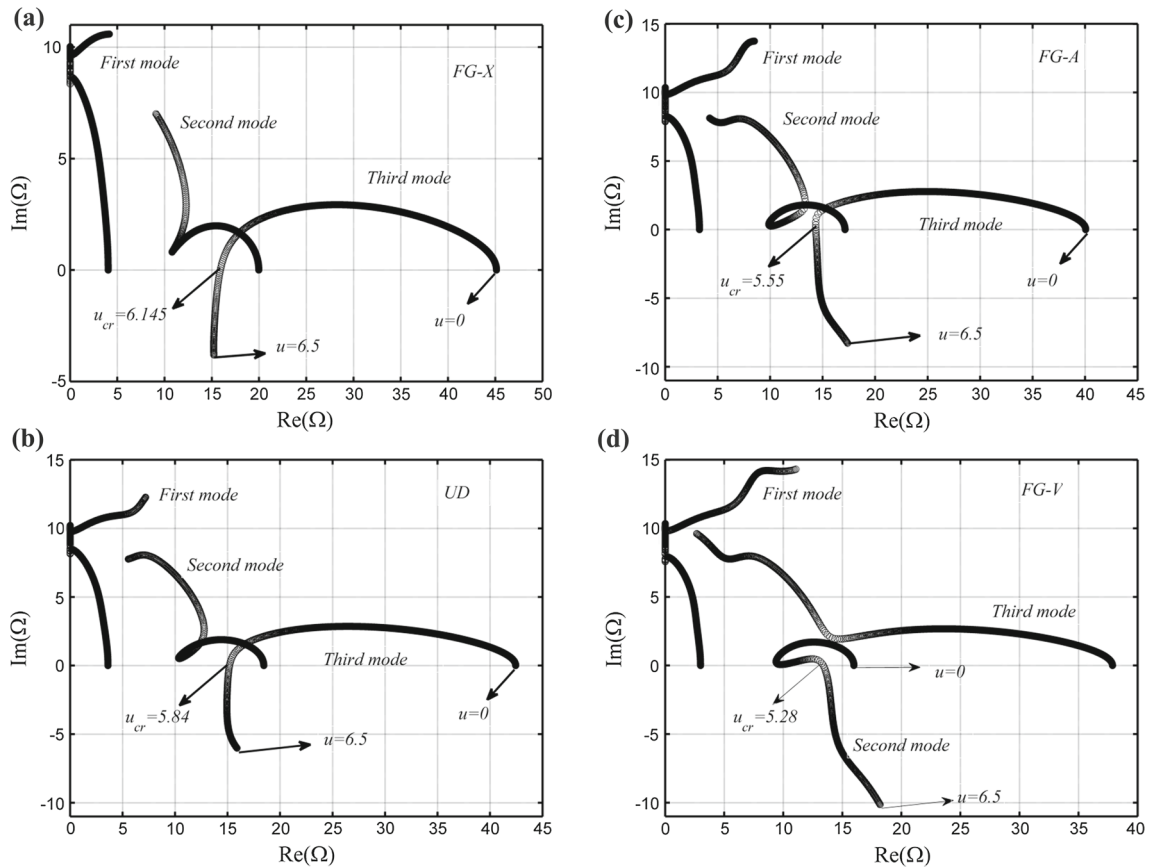 (a)
10
5
0
-5
0 5 10 15 20 25 30 35 40 45 50
Im(Ω)
Re(Ω)
First mode
FG-X
Second mode
Third mode
u_cr=6.145
u=0
u=6.5
(c)
15
10
5
0
-5
-10
0 5 10 15 20 25 30 35 40 45
Im(Ω)
Re(Ω)
First mode
FG-A
Second mode
Third mode
u_cr=5.55
u=0
u=6.5
(b)
15
10
5
0
-5
-10
0 5 10 15 20 25 30 35 40 45
Im(Ω)
Re(Ω)
First mode
UD
Second mode
Third mode
u_cr=5.84
u=0
u=6.5
(d)
15
10
5
0
-5
-10
0 5 10 15 20 25 30 35 40
Im(Ω)
Re(Ω)
First mode
FG-V
Third mode
u=0
u_cr=5.28
Second mode
u=6.5